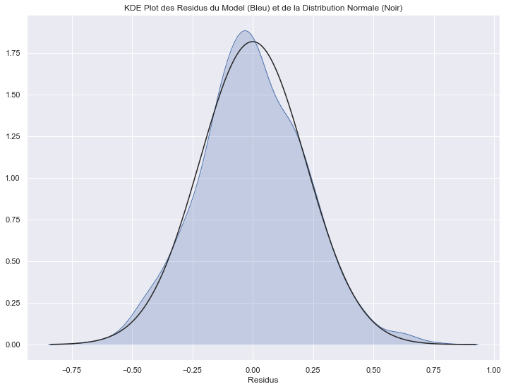 KDE Plot des Residus du Model (Bleu) et de la Distribution Normale (Noir)
1.75
1.50
1.25
1.00
0.75
0.50
0.25
0.00
−0.75 −0.50 −0.25 0.00 0.25 0.50 0.75 1.00
Residus